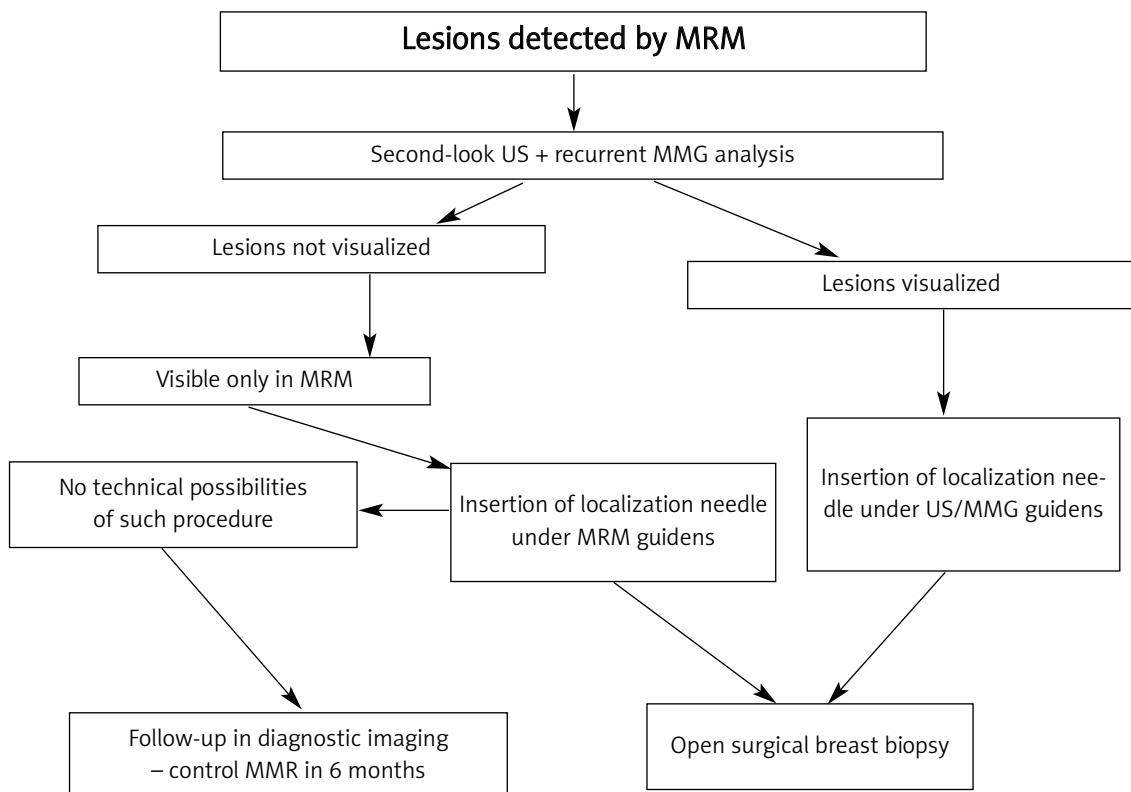 Lesions detected by MRM
Second-look US + recurrent MMG analysis
Lesions not visualized
Lesions visualized
Visible only in MRM
No technical possibilities
of such procedure
Insertion of localization needle
under MRM guidens
Insertion of localization nee-
dle under US/MMG guidens
Follow-up in diagnostic imaging
– control MMR in 6 months
Open surgical breast biopsy